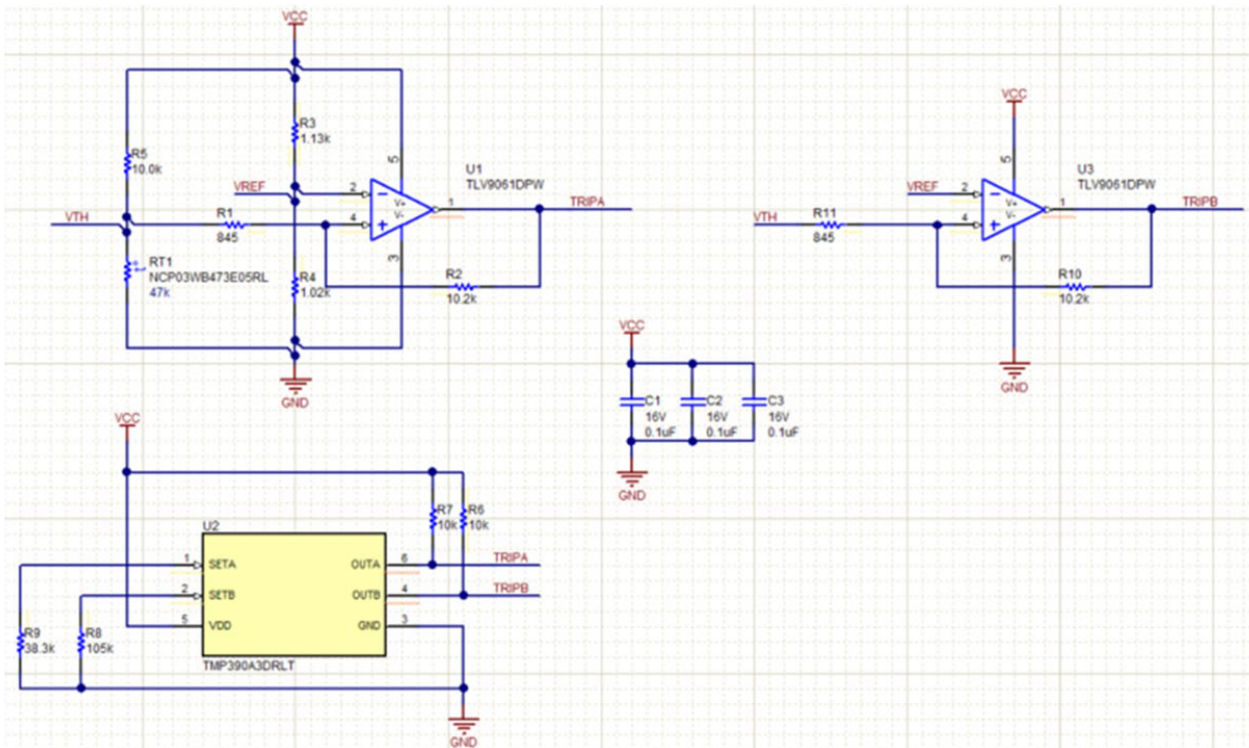 VCC
R3
1.13k
R5
10.0k
VREF
2
5
V+
V-
U1
TLV9061DPW
1
TRIPA
VTH
R1
845
4
3
RT1
NCP03WB473E05RL
47k
R4
1.02k
R2
10.2k
GND
VCC
U3
TLV9061DPW
5
VREF
2
V+
V-
1
TRIPB
VTH
R11
845
4
3
R10
10.2k
GND
VCC
C1
16V
0.1uF
C2
16V
0.1uF
C3
16V
0.1uF
GND
VCC
R7
10k
R6
10k
U2
1
SETA
OUTA
6
TRIPA
2
SETB
OUTB
4
TRIPB
5
VDD
GND
3
R9
38.3k
R8
105k
TMP390A3DRLT
GND